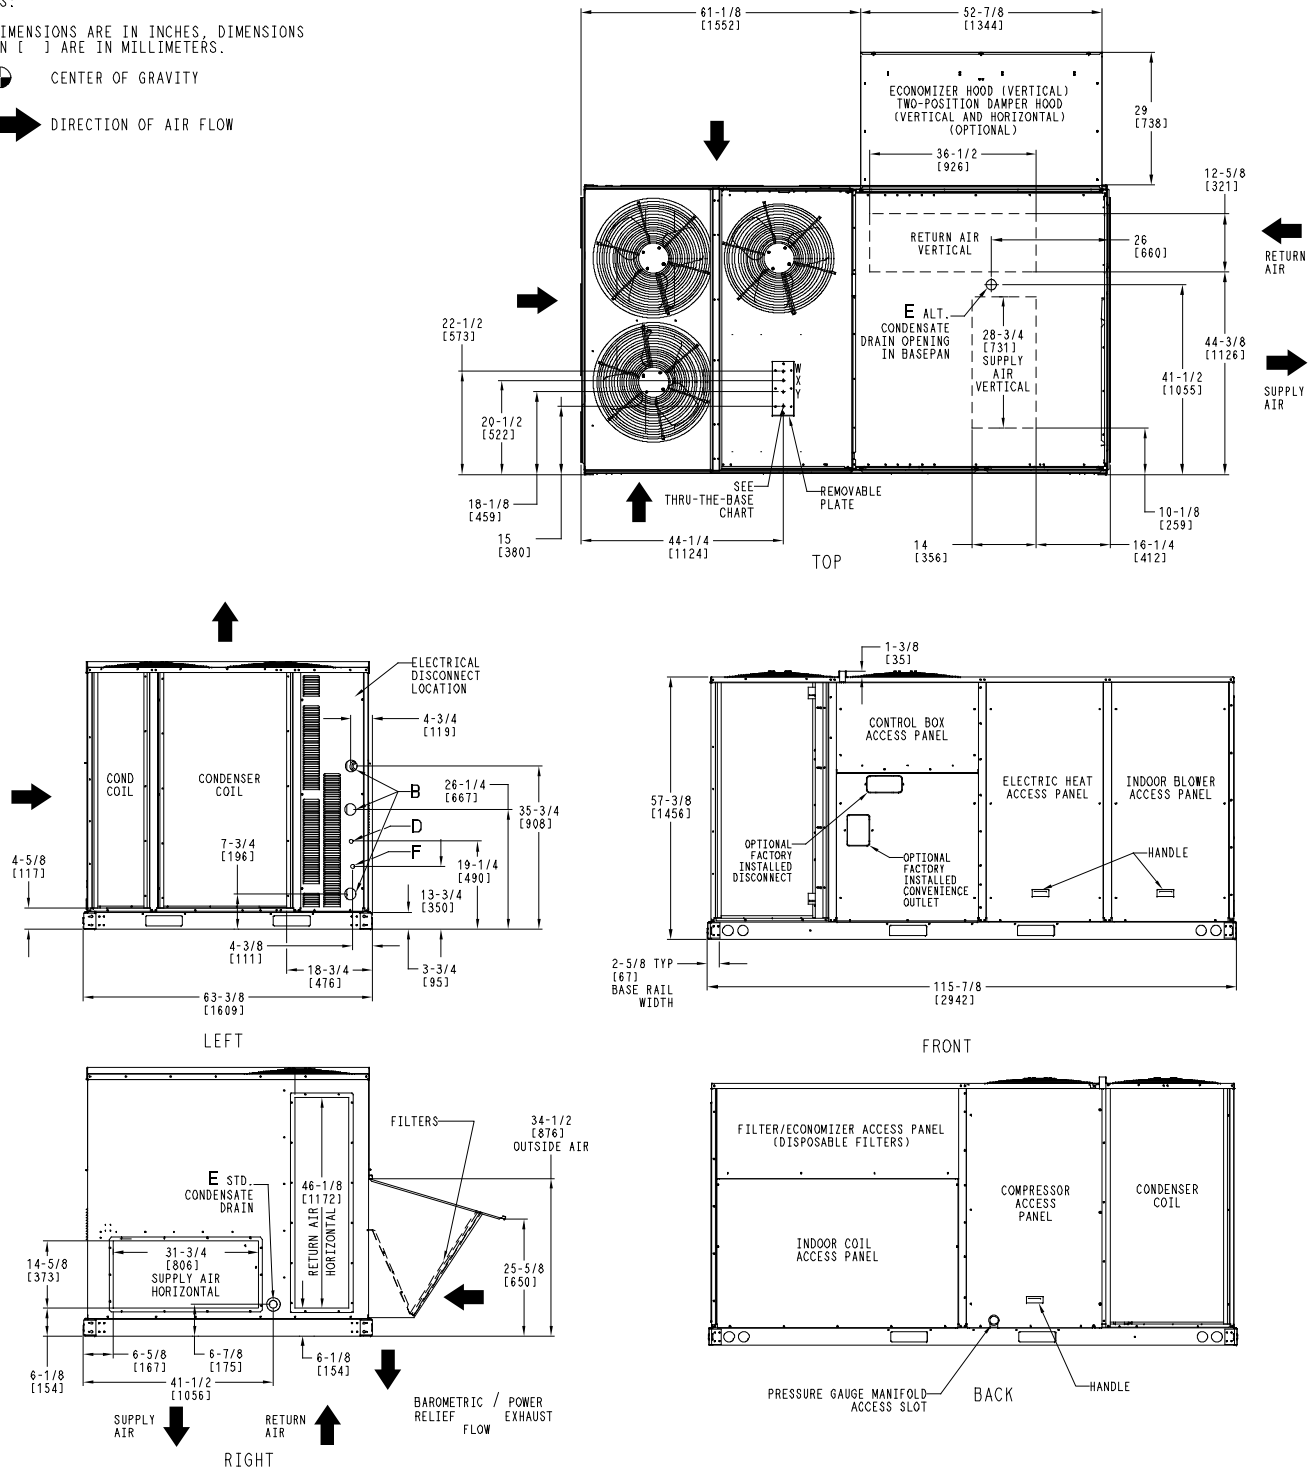 S.
IMENSIONS ARE IN INCHES, DIMENSIONS
N [ ] ARE IN MILLIMETERS.
CENTER OF GRAVITY
DIRECTION OF AIR FLOW
61-1/8
[1552]
52-7/8
[1344]
ECONOMIZER HOOD (VERTICAL)
TWO-POSITION DAMPER HOOD
(VERTICAL AND HORIZONTAL)
(OPTIONAL)
29
[738]
36-1/2
[926]
12-5/8
[321]
RETURN AIR
VERTICAL
26
[660]
RETURN
AIR
E ALT.
CONDENSATE
DRAIN OPENING
IN BASEPAN
28-3/4
[731]
SUPPLY
AIR
VERTICAL
44-3/8
[1126]
41-1/2
[1055]
SUPPLY
AIR
22-1/2
[573]
W
X
Y
20-1/2
[522]
18-1/8
[459]
15
[380]
SEE
THRU-THE-BASE
CHART
REMOVABLE
PLATE
10-1/8
[259]
44-1/4
[1124]
14
[356]
16-1/4
[412]
TOP
ELECTRICAL
DISCONNECT
LOCATION
4-3/4
[119]
COND
COIL
CONDENSER
COIL
B
26-1/4
[667]
35-3/4
[908]
D
7-3/4
[196]
F
19-1/4
[490]
4-5/8
[117]
13-3/4
[350]
4-3/8
[111]
18-3/4
[476]
3-3/4
[95]
63-3/8
[1609]
LEFT
1-3/8
[35]
CONTROL BOX
ACCESS PANEL
57-3/8
[1456]
ELECTRIC HEAT
ACCESS PANEL
INDOOR BLOWER
ACCESS PANEL
OPTIONAL
FACTORY
INSTALLED
DISCONNECT
OPTIONAL
FACTORY
INSTALLED
CONVENIENCE
OUTLET
HANDLE
2-5/8 TYP
[67]
BASE RAIL
WIDTH
115-7/8
[2942]
FRONT
FILTERS
34-1/2
[876]
OUTSIDE AIR
E STD.
CONDENSATE
DRAIN
46-1/8
[1172]
RETURN AIR
HORIZONTAL
14-5/8
[373]
31-3/4
[806]
SUPPLY AIR
HORIZONTAL
25-5/8
[650]
6-1/8
[154]
6-5/8
[167]
6-7/8
[175]
6-1/8
[154]
41-1/2
[1056]
SUPPLY
AIR
RETURN
AIR
BAROMETRIC / POWER
RELIEF EXHAUST
FLOW
RIGHT
FILTER/ECONOMIZER ACCESS PANEL
(DISPOSABLE FILTERS)
INDOOR COIL
ACCESS PANEL
COMPRESSOR
ACCESS
PANEL
CONDENSER
COIL
PRESSURE GAUGE MANIFOLD
ACCESS SLOT
HANDLE
BACK